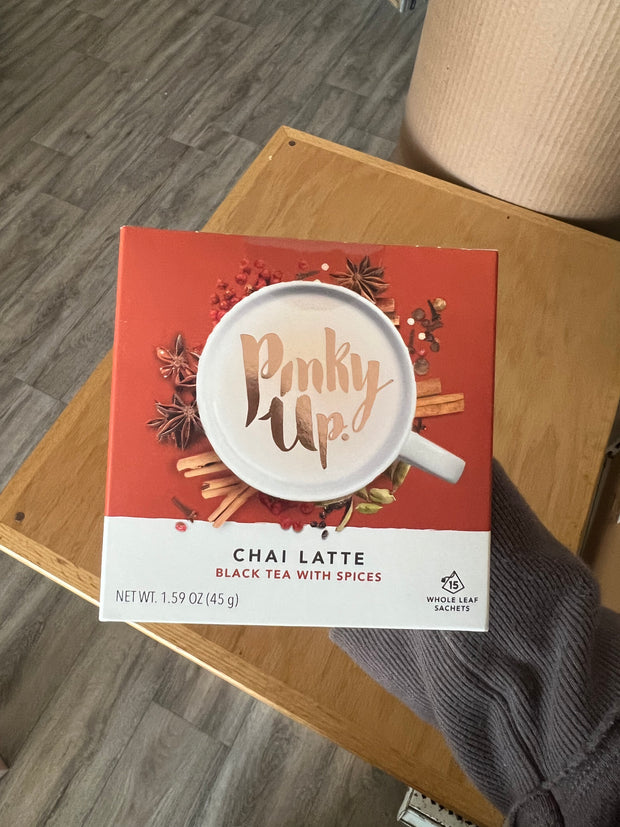 Pinky
Up.
CHAI LATTE
BLACK TEA WITH SPICES
NET WT. 1.59 OZ (45 g)
15
WHOLE LEAF
SACHETS